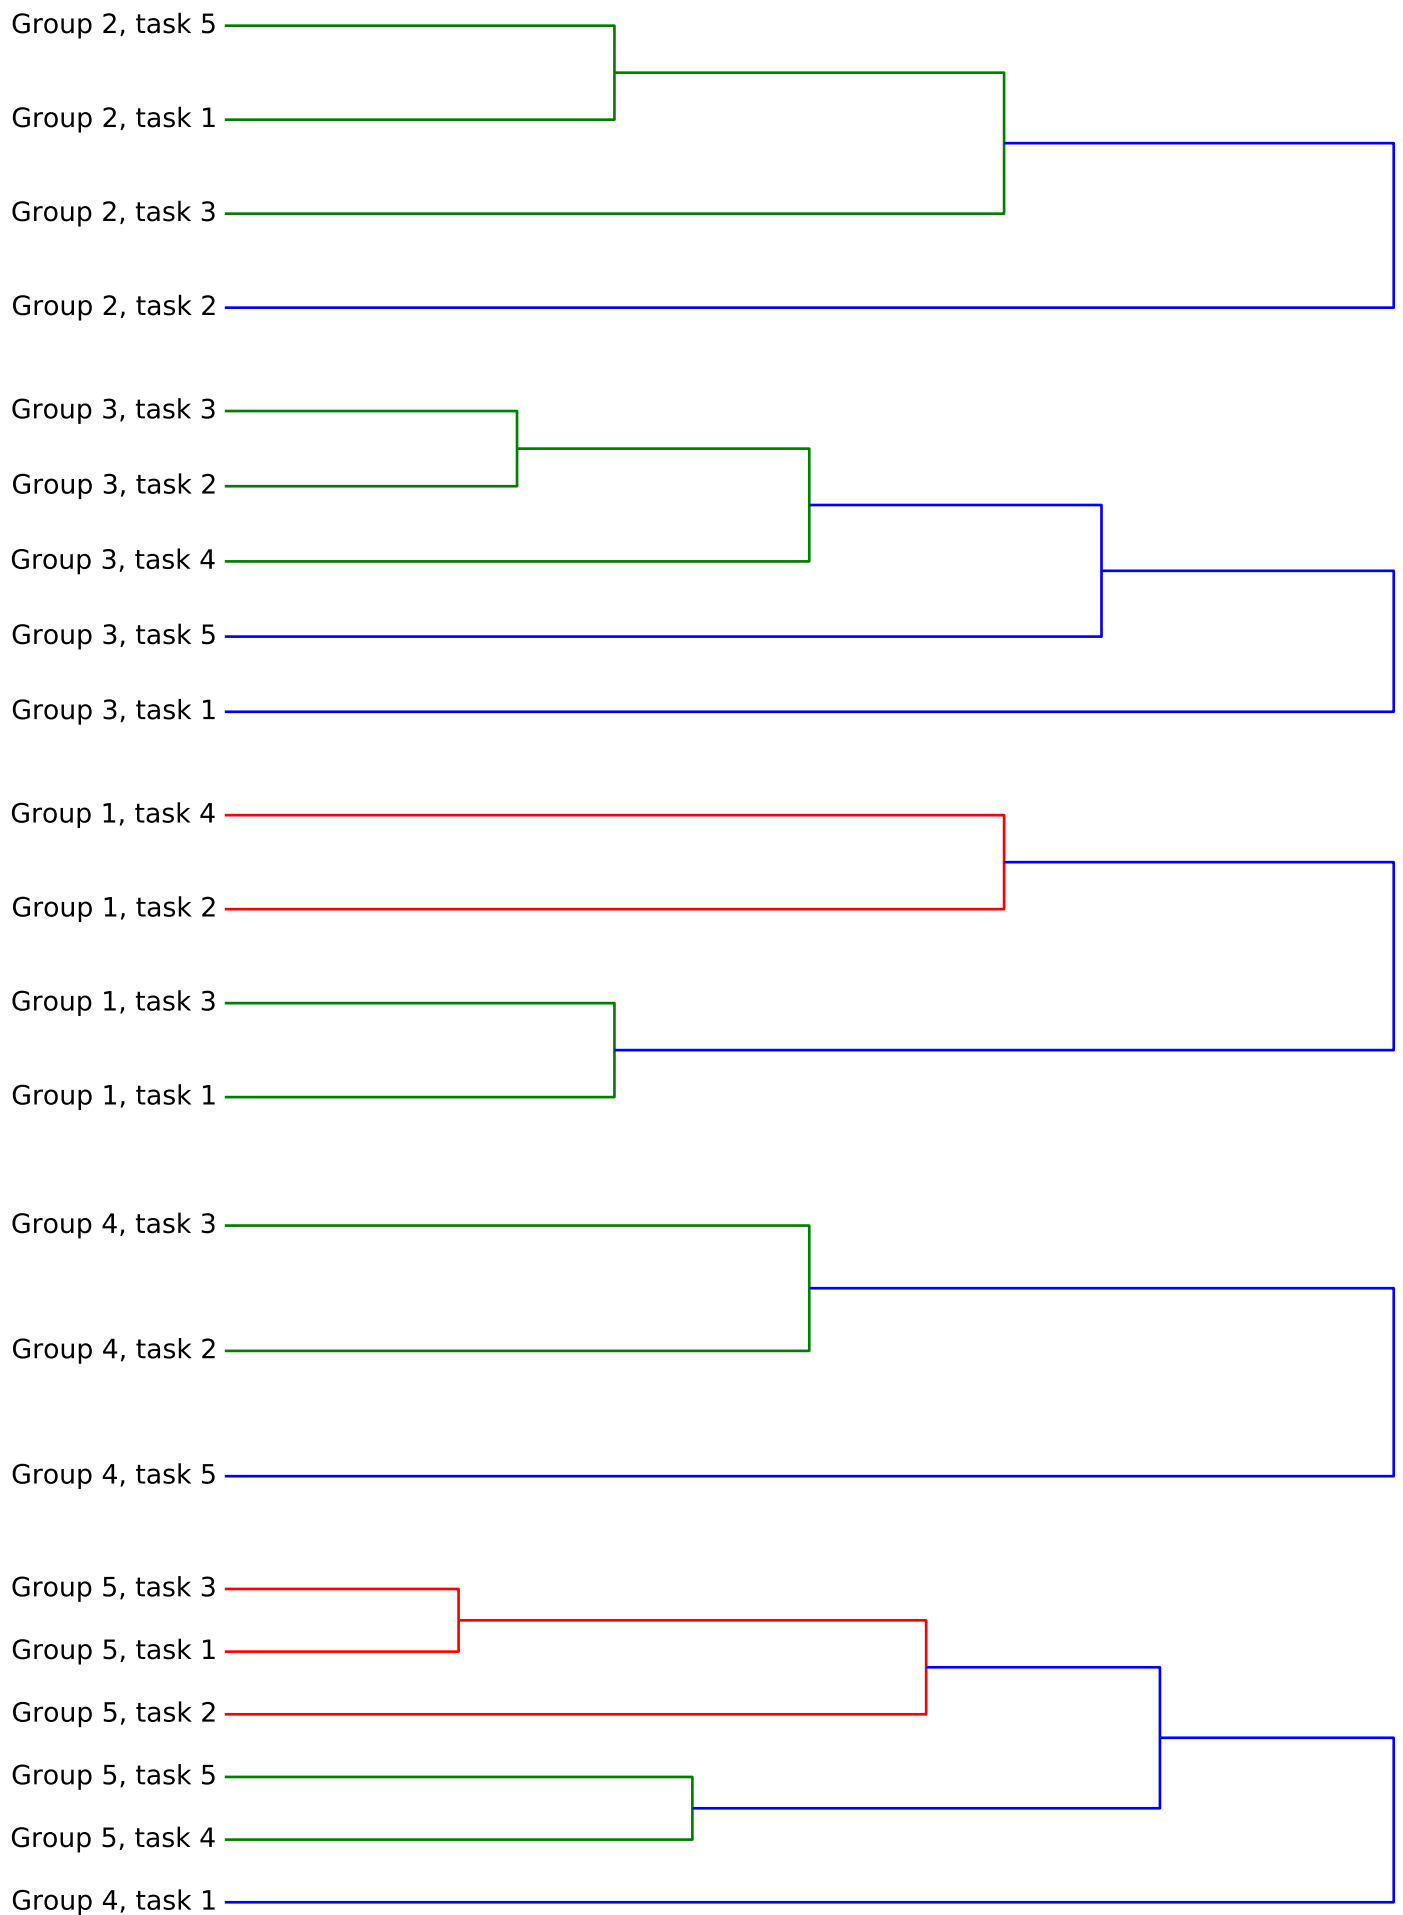 Group 2, task 5
Group 2, task 1
Group 2, task 3
Group 2, task 2
Group 3, task 3
Group 3, task 2
Group 3, task 4
Group 3, task 5
Group 3, task 1
Group 1, task 4
Group 1, task 2
Group 1, task 3
Group 1, task 1
Group 4, task 3
Group 4, task 2
Group 4, task 5
Group 5, task 3
Group 5, task 1
Group 5, task 2
Group 5, task 5
Group 5, task 4
Group 4, task 1